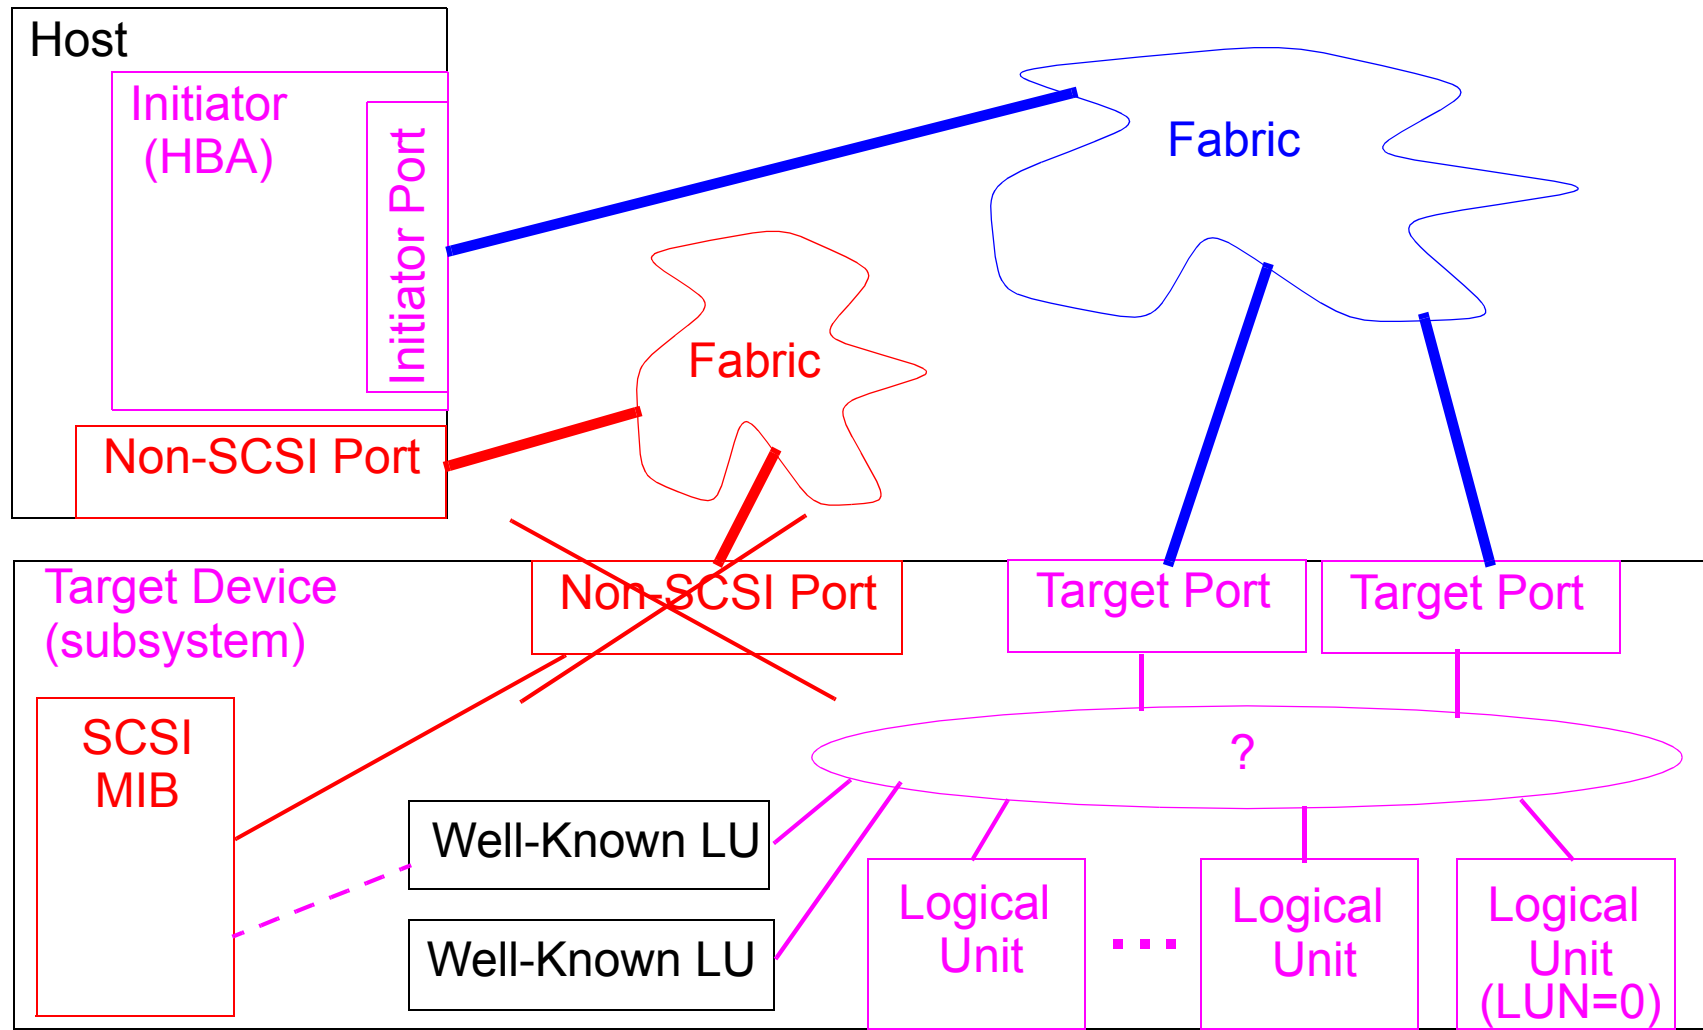 Host
Initiator
(HBA)
Initiator Port
Fabric
Fabric
Non-SCSI Port
Target Device
(subsystem)
Non-SCSI Port
Target Port
Target Port
SCSI
MIB
?
Well-Known LU
Well-Known LU
Logical
Unit
...
Logical
Unit
Logical
Unit
(LUN=0)